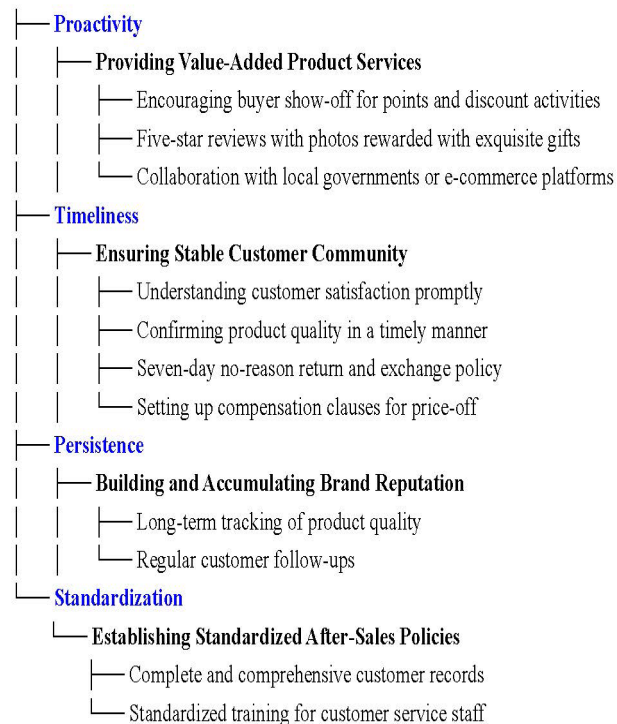 Proactivity
Providing Value-Added Product Services
Encouraging buyer show-off for points and discount activities
Five-star reviews with photos rewarded with exquisite gifts
Collaboration with local governments or e-commerce platforms
Timeliness
Ensuring Stable Customer Community
Understanding customer satisfaction promptly
Confirming product quality in a timely manner
Seven-day no-reason return and exchange policy
Setting up compensation clauses for price-off
Persistence
Building and Accumulating Brand Reputation
Long-term tracking of product quality
Regular customer follow-ups
Standardization
Establishing Standardized After-Sales Policies
Complete and comprehensive customer records
Standardized training for customer service staff